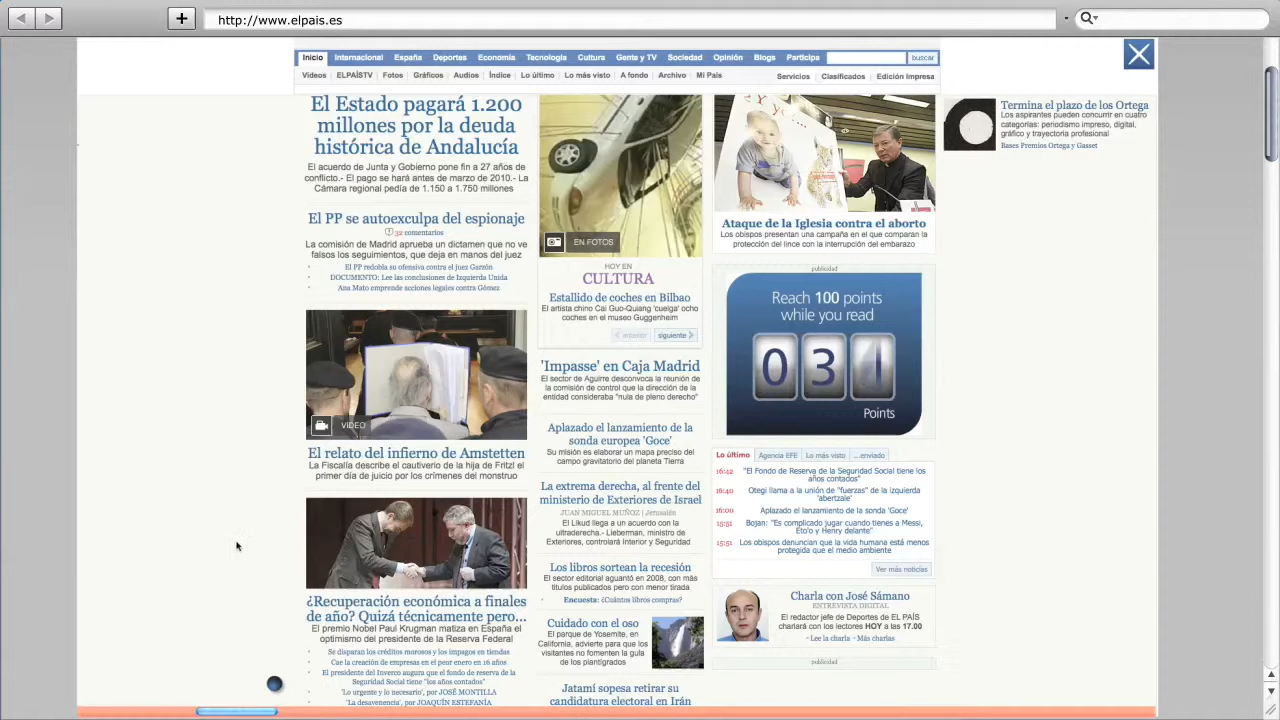 http://www.elpais.es
Inicio Internacional España Deportes Economía Tecnología Cultura Gente y TV Sociedad Opinión Blogs Participa buscar
Vídeos ELPAÍSTV Fotos Gráficos Audios Índice Lo último Lo más visto A fondo Archivo Mi País Servicios Clasificados Edición impresa
El Estado pagará 1.200
millones por la deuda
histórica de Andalucía
El acuerdo de Junta y Gobierno pone fin a 27 años de
conflicto.- El pago se hará antes de marzo de 2010.- La
Cámara regional pedía de 1.150 a 1.750 millones
El PP se autoexculpa del espionaje
32 comentarios
La comisión de Madrid aprueba un dictamen que no ve
falsos los seguimientos, que deja en manos del juez
El PP redobla su ofensiva contra el juez Garzón
DOCUMENTO: Lee las conclusiones de Izquierda Unida
Ana Mato emprende acciones legales contra Gómez
VIDEO
El relato del infierno de Amstetten
La Fiscalía describe el cautiverio de la hija de Fritzl el
primer día de juicio por los crímenes del monstruo
¿Recuperación económica a finales
de año? Quizá técnicamente pero...
El premio Nobel Paul Krugman matiza en España el
optimismo del presidente de la Reserva Federal
Se disparan los créditos morosos y los impagos en tiendas
Cae la creación de empresas en el peor enero en 16 años
El presidente del Inverco augura que el fondo de reserva de la
Seguridad Social tiene "los años contados"
'Lo urgente y lo necesario', por JOSÉ MONTILLA
'La desavenencia', por JOAQUÍN ESTEFANÍA
EN FOTOS
HOY EN
CULTURA
Estallido de coches en Bilbao
El artista chino Cai Guo-Quiang 'cuelga' ocho
coches en el museo Guggenheim
anterior siguiente
'Impasse' en Caja Madrid
El sector de Aguirre desconvoca la reunión de
la comisión de control que la dirección de la
entidad consideraba "nula de pleno derecho"
Aplazado el lanzamiento de la
sonda europea 'Goce'
Su misión es elaborar un mapa preciso del
campo gravitatorio del planeta Tierra
La extrema derecha, al frente del
ministerio de Exteriores de Israel
JUAN MIGUEL MUÑOZ | Jerusalén
El Likud llega a un acuerdo con la
ultraderecha.- Lieberman, ministro de
Exteriores, controlará Interior y Seguridad
Los libros sortean la recesión
El sector editorial aguantó en 2008, con más
títulos publicados pero con menor tirada
Encuesta: ¿Cuántos libros compras?
Cuidado con el oso
El parque de Yosemite, en
California, advierte para que los
visitantes no fomenten la gula
de los plantígrados
Jatamí sopesa retirar su
candidatura electoral en Irán
Ataque de la Iglesia contra el aborto
Los obispos presentan una campaña en el que comparan la
protección del lince con la interrupción del embarazo
publicidad
Reach 100 points
while you read
03
Points
Lo último Agencia EFE Lo más visto ...enviado
16:42 "El Fondo de Reserva de la Seguridad Social tiene los
años contados"
16:40 Otegi llama a la unión de "fuerzas" de la izquierda
'abertzale'
16:00 Aplazado el lanzamiento de la sonda 'Goce'
15:51 Bojan: "Es complicado jugar cuando tienes a Messi,
Eto'o y Henry delante"
15:51 Los obispos denuncian que la vida humana está menos
protegida que el medio ambiente
Ver más noticias
Charla con José Sámano
ENTREVISTA DIGITAL
El redactor jefe de Deportes de EL PAÍS
charlará con los lectores HOY a las 17.00
Lee la charla Más charlas
publicidad
Termina el plazo de los Ortega
Los aspirantes pueden concurrir en cuatro
categorías: periodismo impreso, digital,
gráfico y trayectoria profesional
Bases Premios Ortega y Gasset